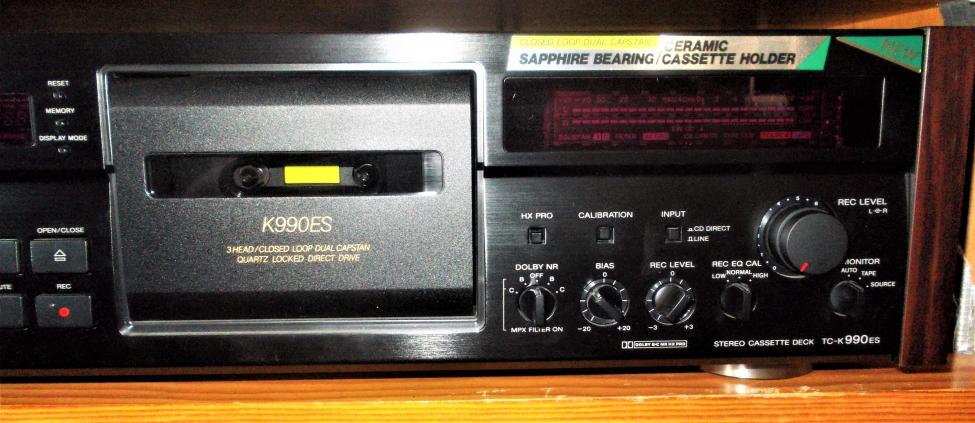 CLOSED LOOP DUAL CAPSTAN
CERAMIC
SAPPHIRE BEARING/CASSETTE HOLDER
NEW
RESET
MEMORY
DISPLAY MODE
K990ES
3 HEAD/CLOSED LOOP DUAL CAPSTAN
QUARTZ LOCKED DIRECT DRIVE
OPEN/CLOSE
REC
HX PRO
CALIBRATION
INPUT
CD DIRECT
LINE
REC LEVEL
L R
DOLBY NR
OFF
B B
C C
MPX FILTER ON
BIAS
0
-20 +20
REC LEVEL
0
-3 +3
REC EQ CAL
LOW NORMAL HIGH
MONITOR
AUTO TAPE
SOURCE
DOLBY B-C NR HX PRO
STEREO CASSETTE DECK TC-K990ES